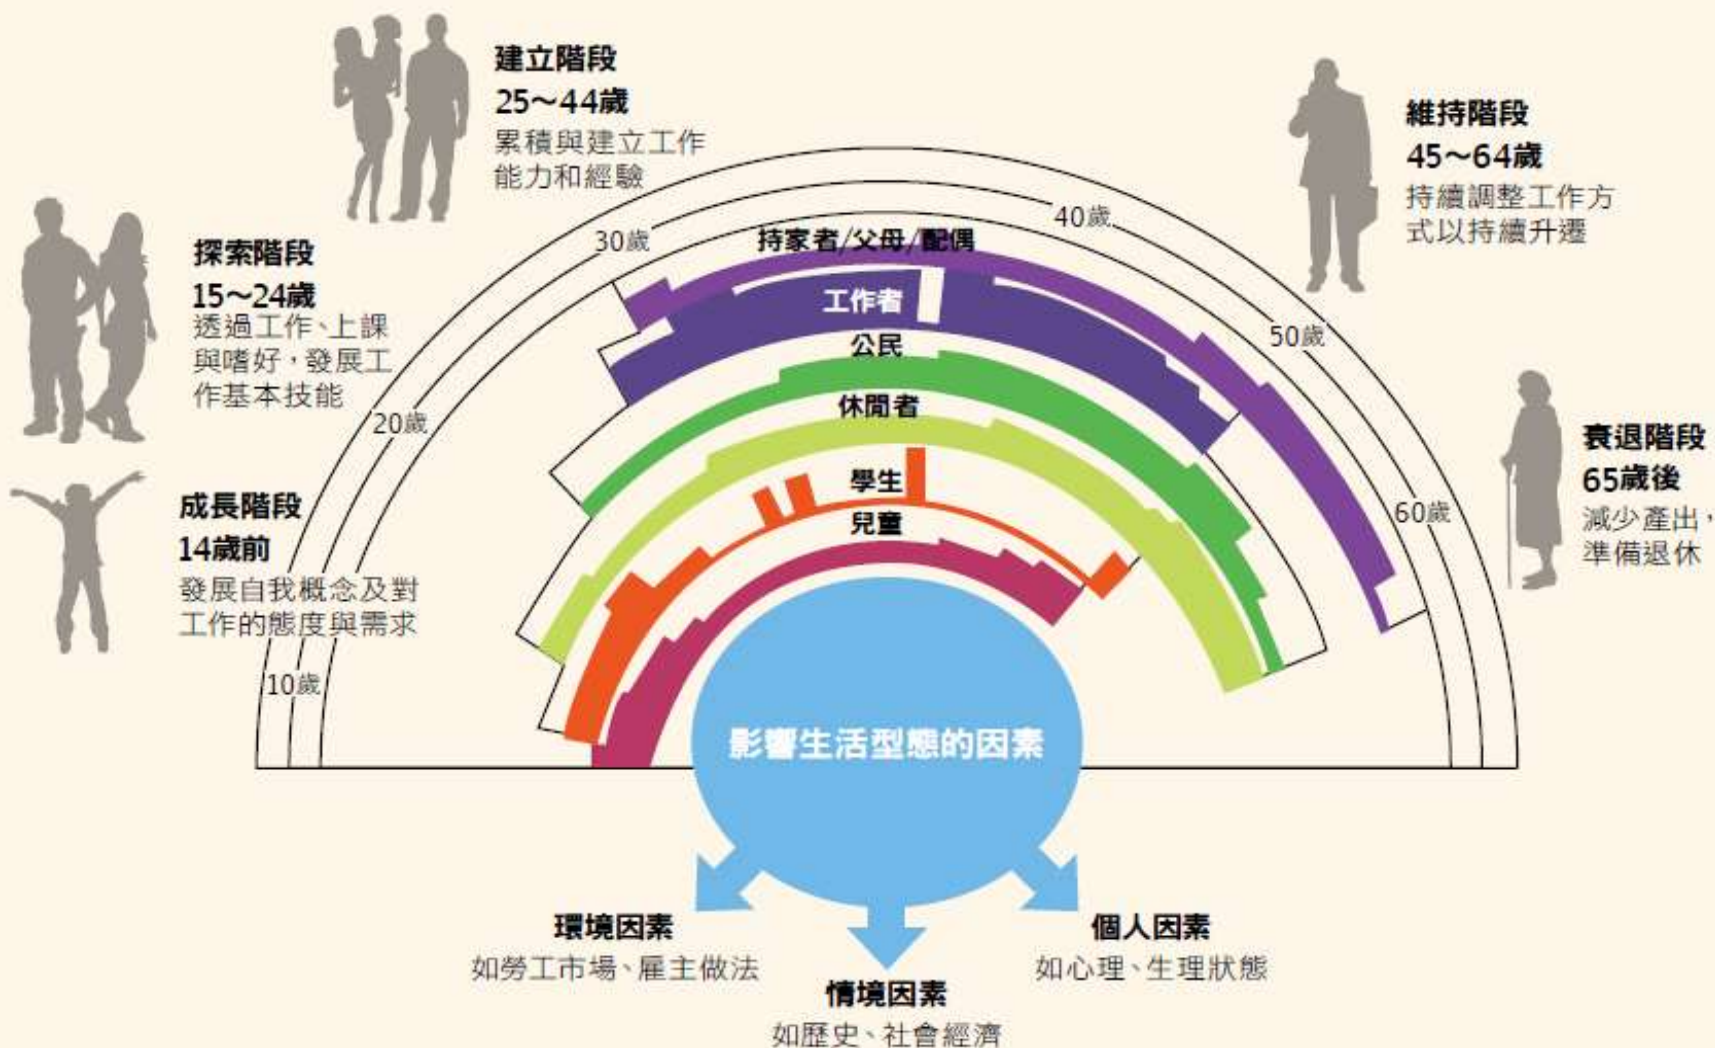 建立階段
25～44歲
累積與建立工作
能力和經驗
維持階段
45～64歲
持續調整工作方
式以持續升遷
探索階段
15～24歲
透過工作、上課
與嗜好，發展工
作基本技能
成長階段
14歲前
發展自我概念及對
工作的態度與需求
衰退階段
65歲後
減少產出，
準備退休
10歲
20歲
30歲
40歲
50歲
60歲
持家者/父母/配偶
工作者
公民
休閒者
學生
兒童
影響生活型態的因素
環境因素
如勞工市場、雇主做法
情境因素
如歷史、社會經濟
個人因素
如心理、生理狀態